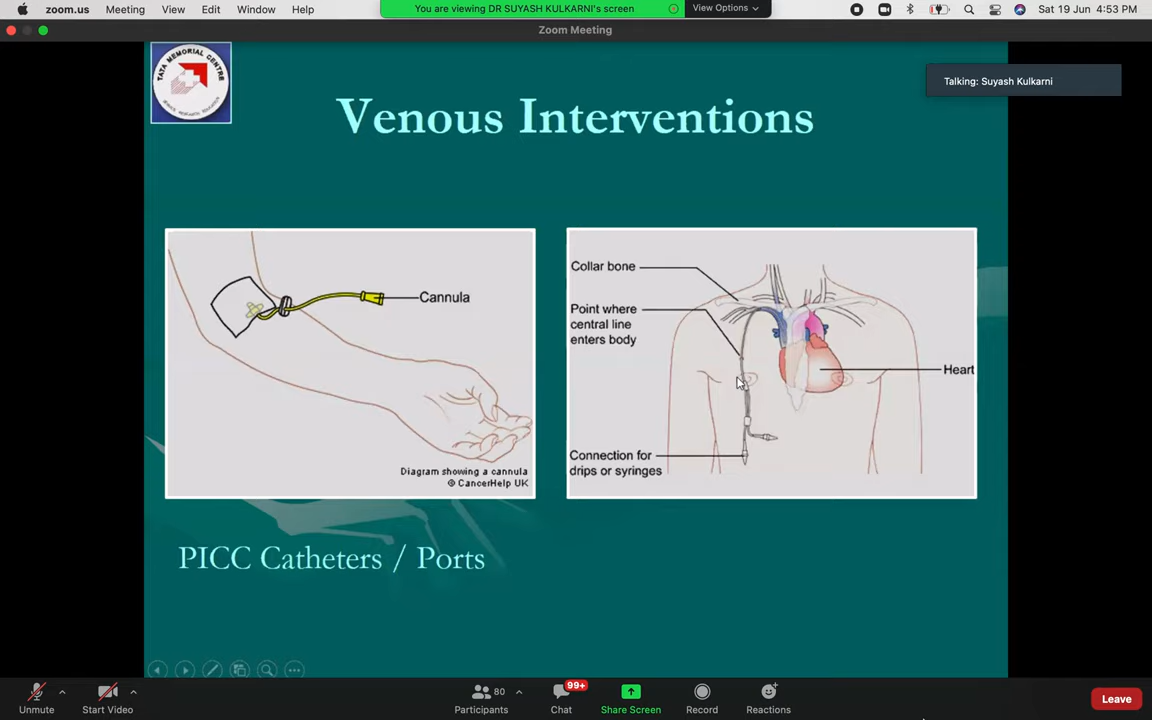 zoom.us Meeting View Edit Window Help
You are viewing DR SUYASH KULKARNI's screen
View Options
Sat 19 Jun 4:53 PM
Zoom Meeting
TATA MEMORIAL CENTRE
Talking: Suyash Kulkarni
Venous Interventions
Cannula
Diagram showing a cannula
© CancerHelp UK
Collar bone
Point where
central line
enters body
Heart
Connection for
drips or syringes
PICC Catheters / Ports
Unmute
Start Video
80
Participants
99+
Chat
Share Screen
Record
Reactions
Leave